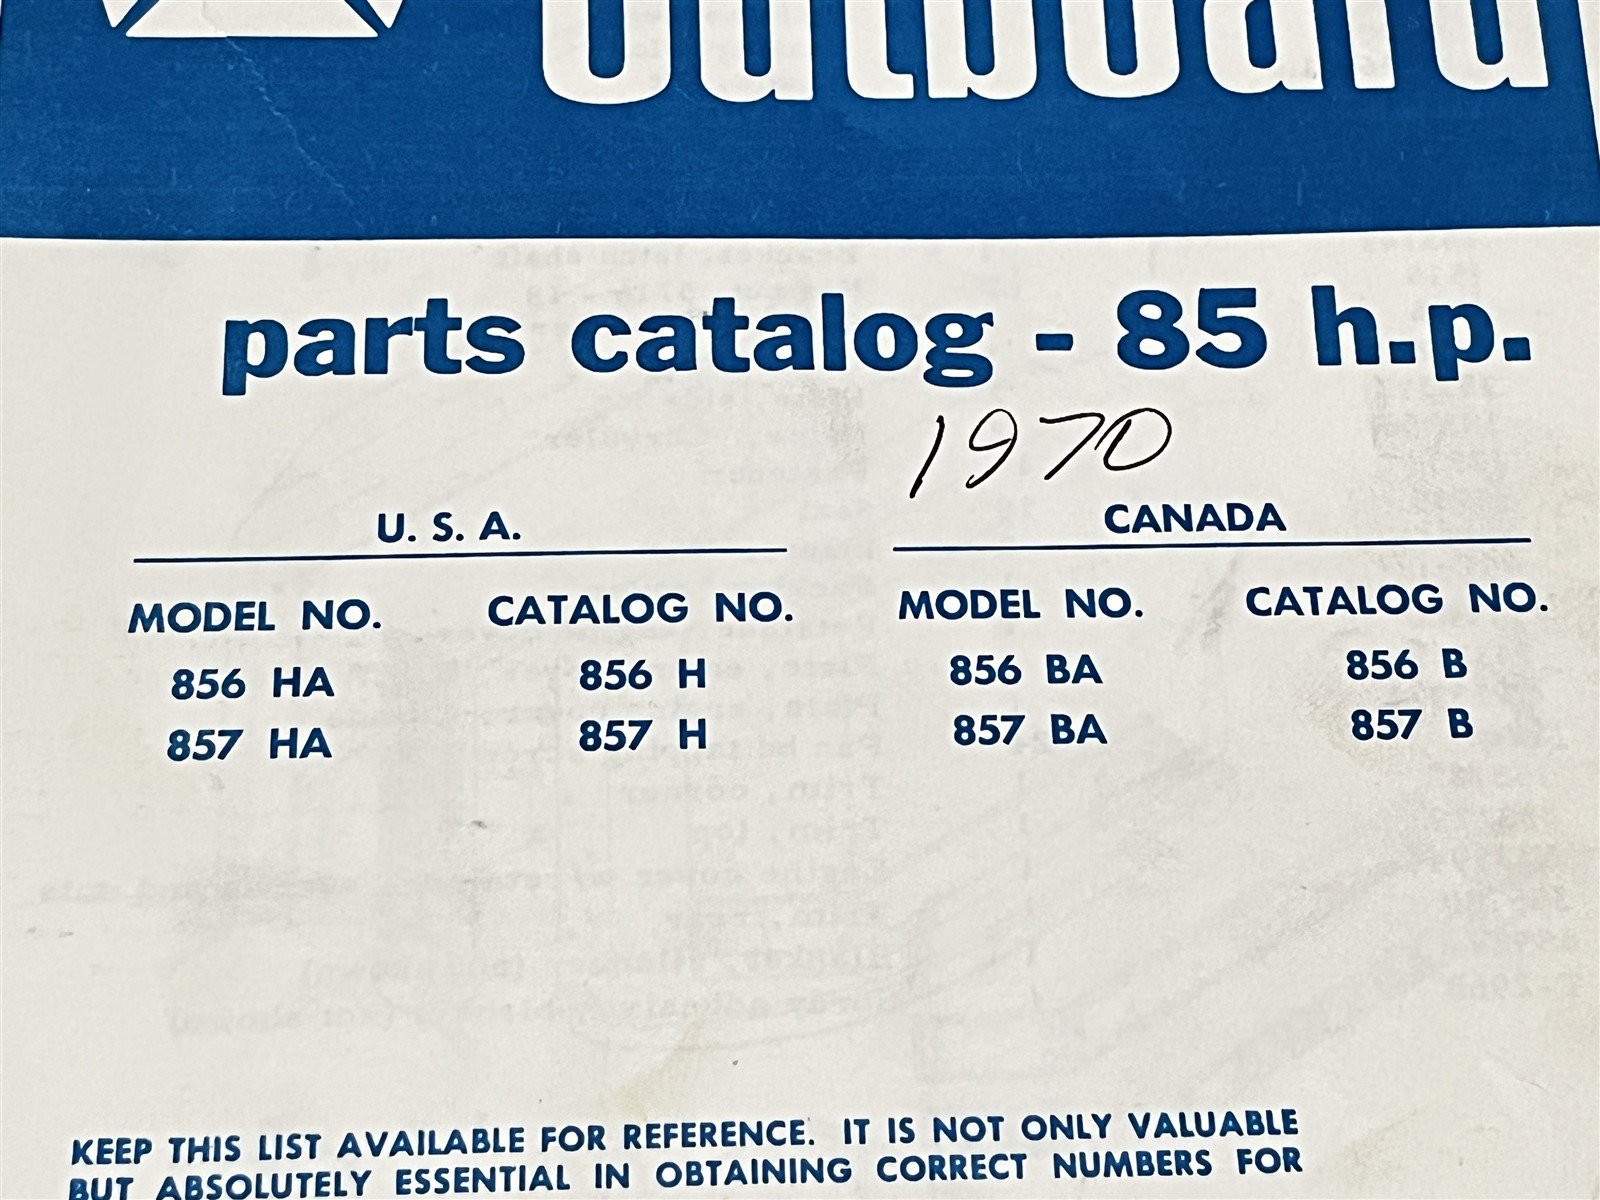 Outboard
parts catalog - 85 h.p.
1970
U. S. A. CANADA
MODEL NO. CATALOG NO. MODEL NO. CATALOG NO.
856 HA 856 H 856 BA 856 B
857 HA 857 H 857 BA 857 B
KEEP THIS LIST AVAILABLE FOR REFERENCE. IT IS NOT ONLY VALUABLE
BUT ABSOLUTELY ESSENTIAL IN OBTAINING CORRECT NUMBERS FOR